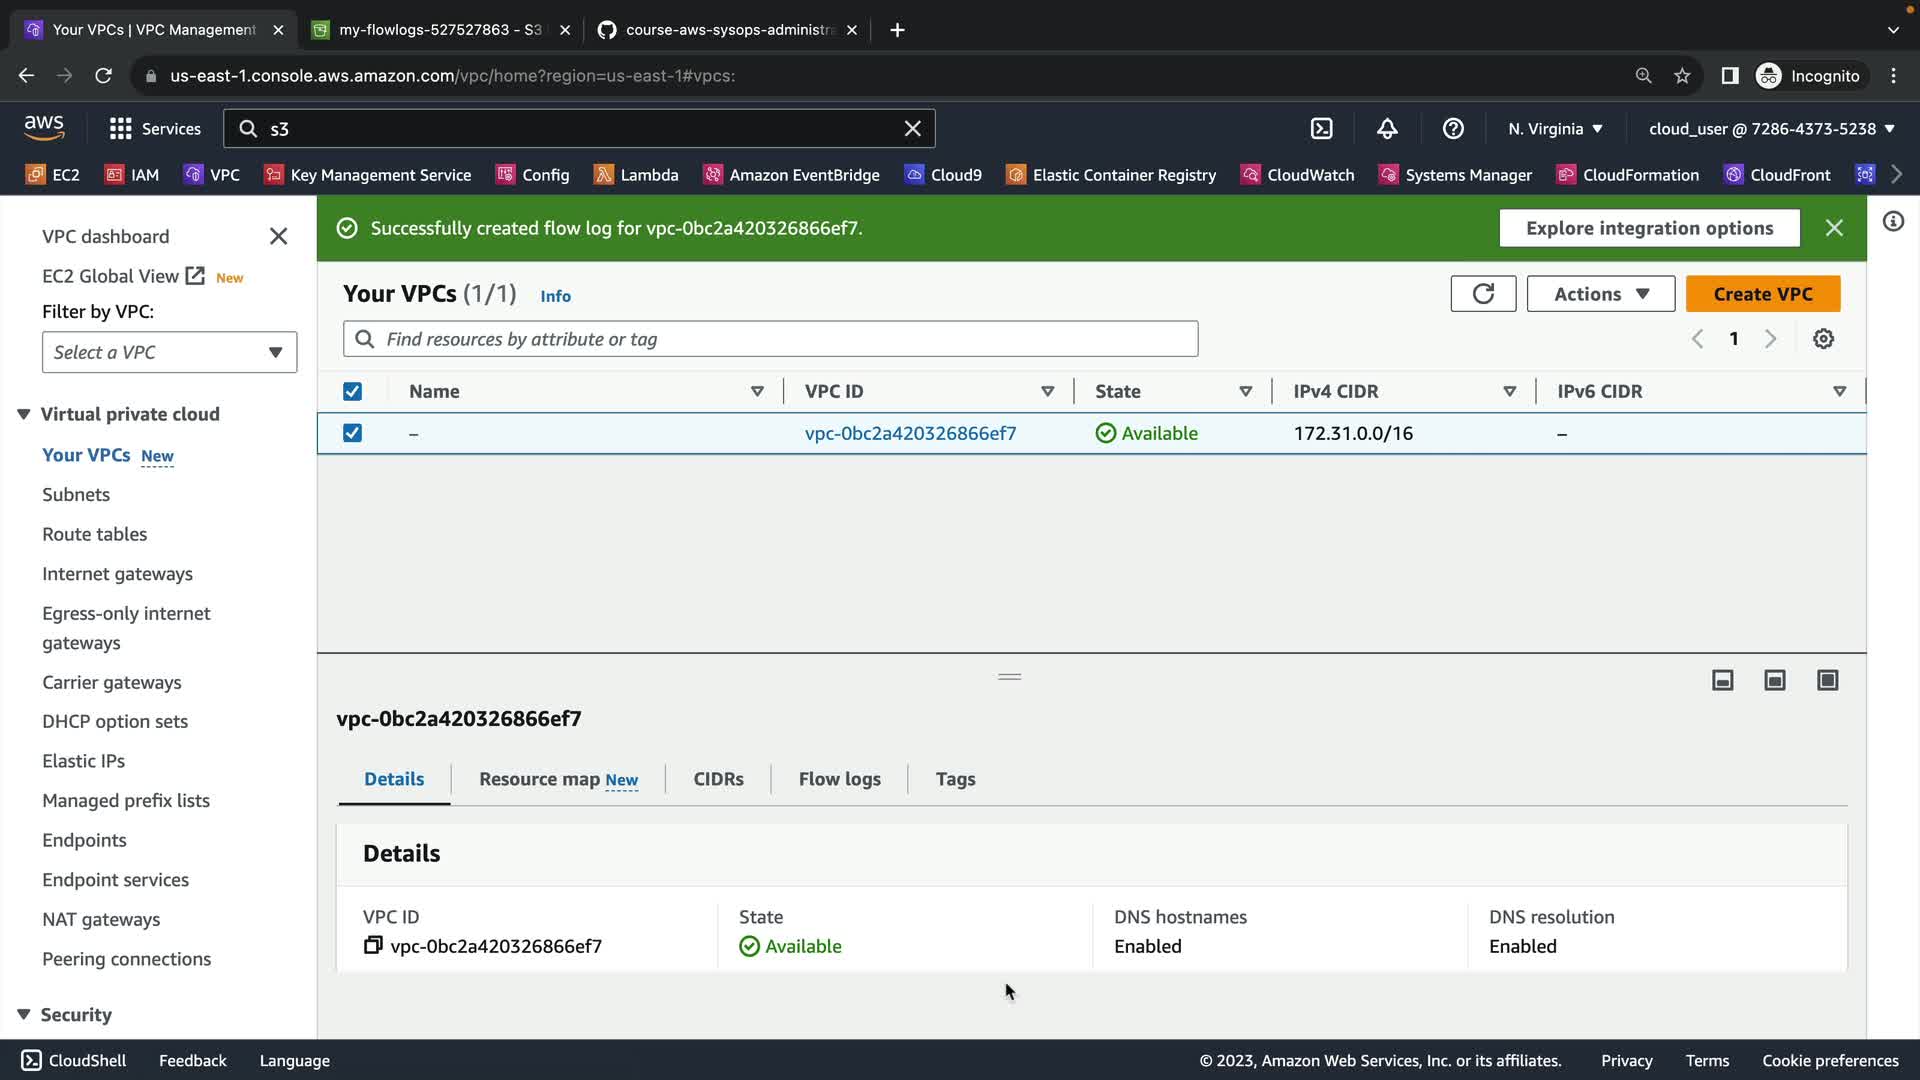 Your VPCs | VPC Management
my-flowlogs-527527863 - S3
course-aws-sysops-administra
us-east-1.console.aws.amazon.com/vpc/home?region=us-east-1#vpcs:
Incognito
aws
Services
s3
N. Virginia
cloud_user @ 7286-4373-5238
EC2
IAM
VPC
Key Management Service
Config
Lambda
Amazon EventBridge
Cloud9
Elastic Container Registry
CloudWatch
Systems Manager
CloudFormation
CloudFront
VPC dashboard
EC2 Global View New
Filter by VPC:
Select a VPC
Virtual private cloud
Your VPCs New
Subnets
Route tables
Internet gateways
Egress-only internet
gateways
Carrier gateways
DHCP option sets
Elastic IPs
Managed prefix lists
Endpoints
Endpoint services
NAT gateways
Peering connections
Security
Successfully created flow log for vpc-0bc2a420326866ef7.
Explore integration options
Your VPCs (1/1) Info
Actions
Create VPC
Find resources by attribute or tag
1
Name VPC ID State IPv4 CIDR IPv6 CIDR
– vpc-0bc2a420326866ef7 Available 172.31.0.0/16 –
vpc-0bc2a420326866ef7
Details
Resource map New
CIDRs
Flow logs
Tags
Details
VPC ID
vpc-0bc2a420326866ef7
State
Available
DNS hostnames
Enabled
DNS resolution
Enabled
CloudShell
Feedback
Language
© 2023, Amazon Web Services, Inc. or its affiliates.
Privacy
Terms
Cookie preferences